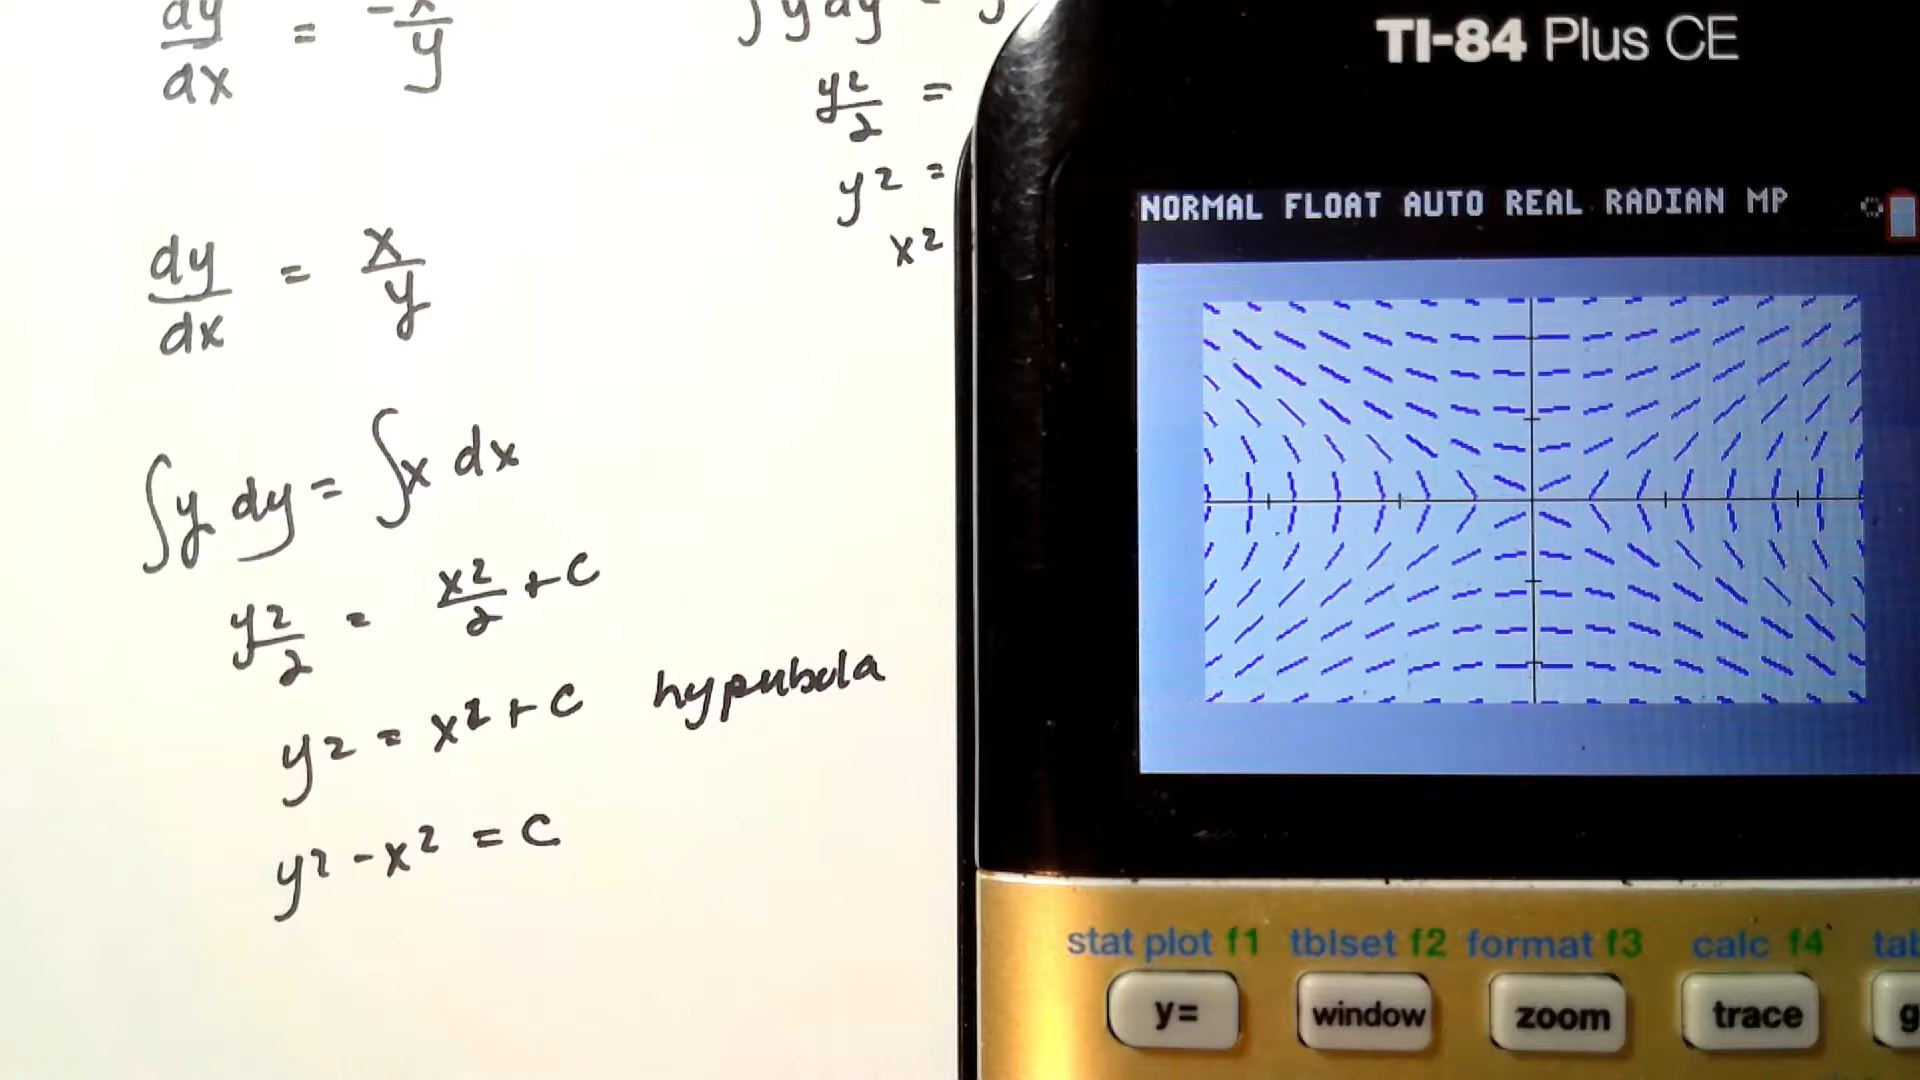 dy/dx = -x/y
∫y dy = ∫
y²/2 =
y² =
x²
dy/dx = x/y
∫y dy = ∫x dx
y²/2 = x²/2 + c
y² = x² + c hyperbola
y² - x² = c
TI-84 Plus CE
NORMAL FLOAT AUTO REAL RADIAN MP
stat plot f1 tblset f2 format f3 calc f4 tab
y= window zoom trace g